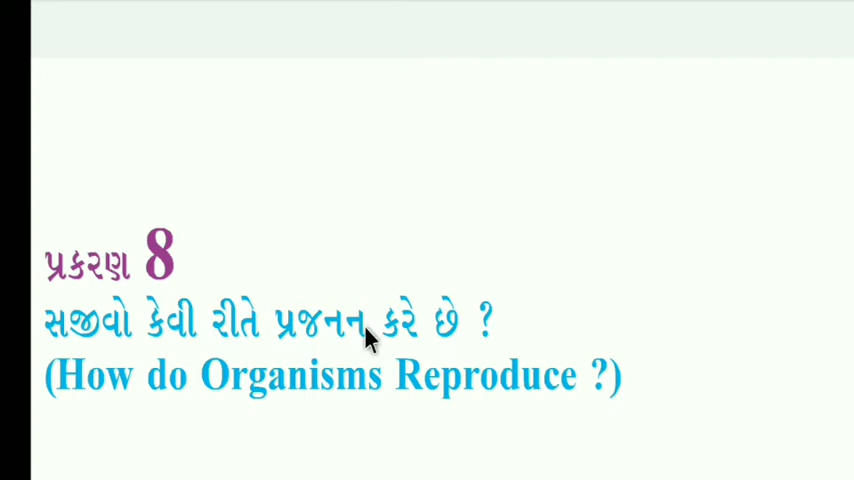 પ્રકરણ 8
સજીવો કેવી રીતે પ્રજનન કરે છે ?
(How do Organisms Reproduce ?)